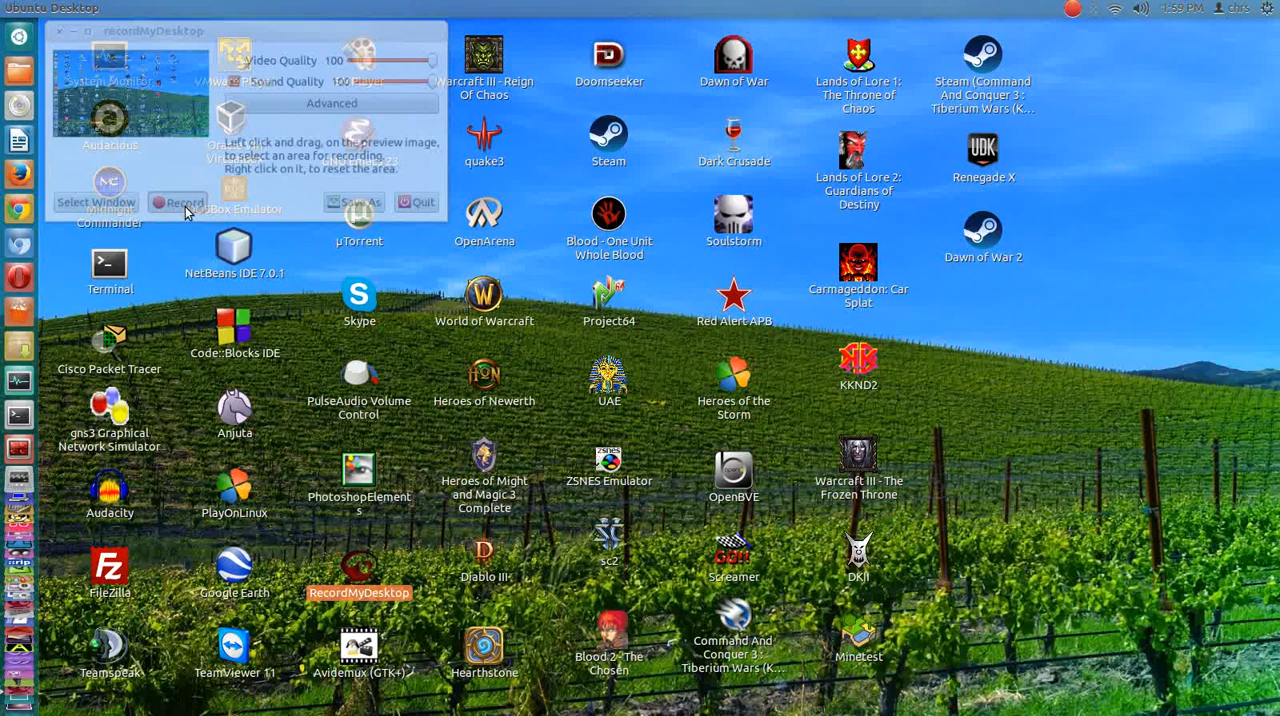 Ubuntu Desktop
1:59 PM
chris
recordMyDesktop
Video Quality 100
Sound Quality 100
Advanced
Left click and drag, on the preview image,
to select an area for recording.
Right click on it, to reset the area.
Select Window
Record
Save As
Quit
System Monitor
Audacious
Midnight
Commander
Terminal
Cisco Packet Tracer
gns3 Graphical
Network Simulator
Audacity
FileZilla
Teamspeak
NetBeans IDE 7.0.1
Code::Blocks IDE
Anjuta
PlayOnLinux
Google Earth
TeamViewer 11
µTorrent
Skype
PulseAudio Volume
Control
PhotoshopElement
s
RecordMyDesktop
Avidemux (GTK+)
Warcraft III - Reign
Of Chaos
quake3
OpenArena
World of Warcraft
Heroes of Newerth
Heroes of Might
and Magic 3
Complete
Diablo III
Hearthstone
Doomseeker
Steam
Blood - One Unit
Whole Blood
Project64
UAE
ZSNES Emulator
sc2
Blood 2 - The
Chosen
Dawn of War
Dark Crusade
Soulstorm
Red Alert APB
Heroes of the
Storm
OpenBVE
Screamer
Command And
Conquer 3 :
Tiberium Wars (K...
Lands of Lore 1:
The Throne of
Chaos
Lands of Lore 2:
Guardians of
Destiny
Carmageddon: Car
Splat
KKND2
Warcraft III - The
Frozen Throne
DKII
Minetest
Steam (Command
And Conquer 3 :
Tiberium Wars (K...
UDK
Renegade X
Dawn of War 2